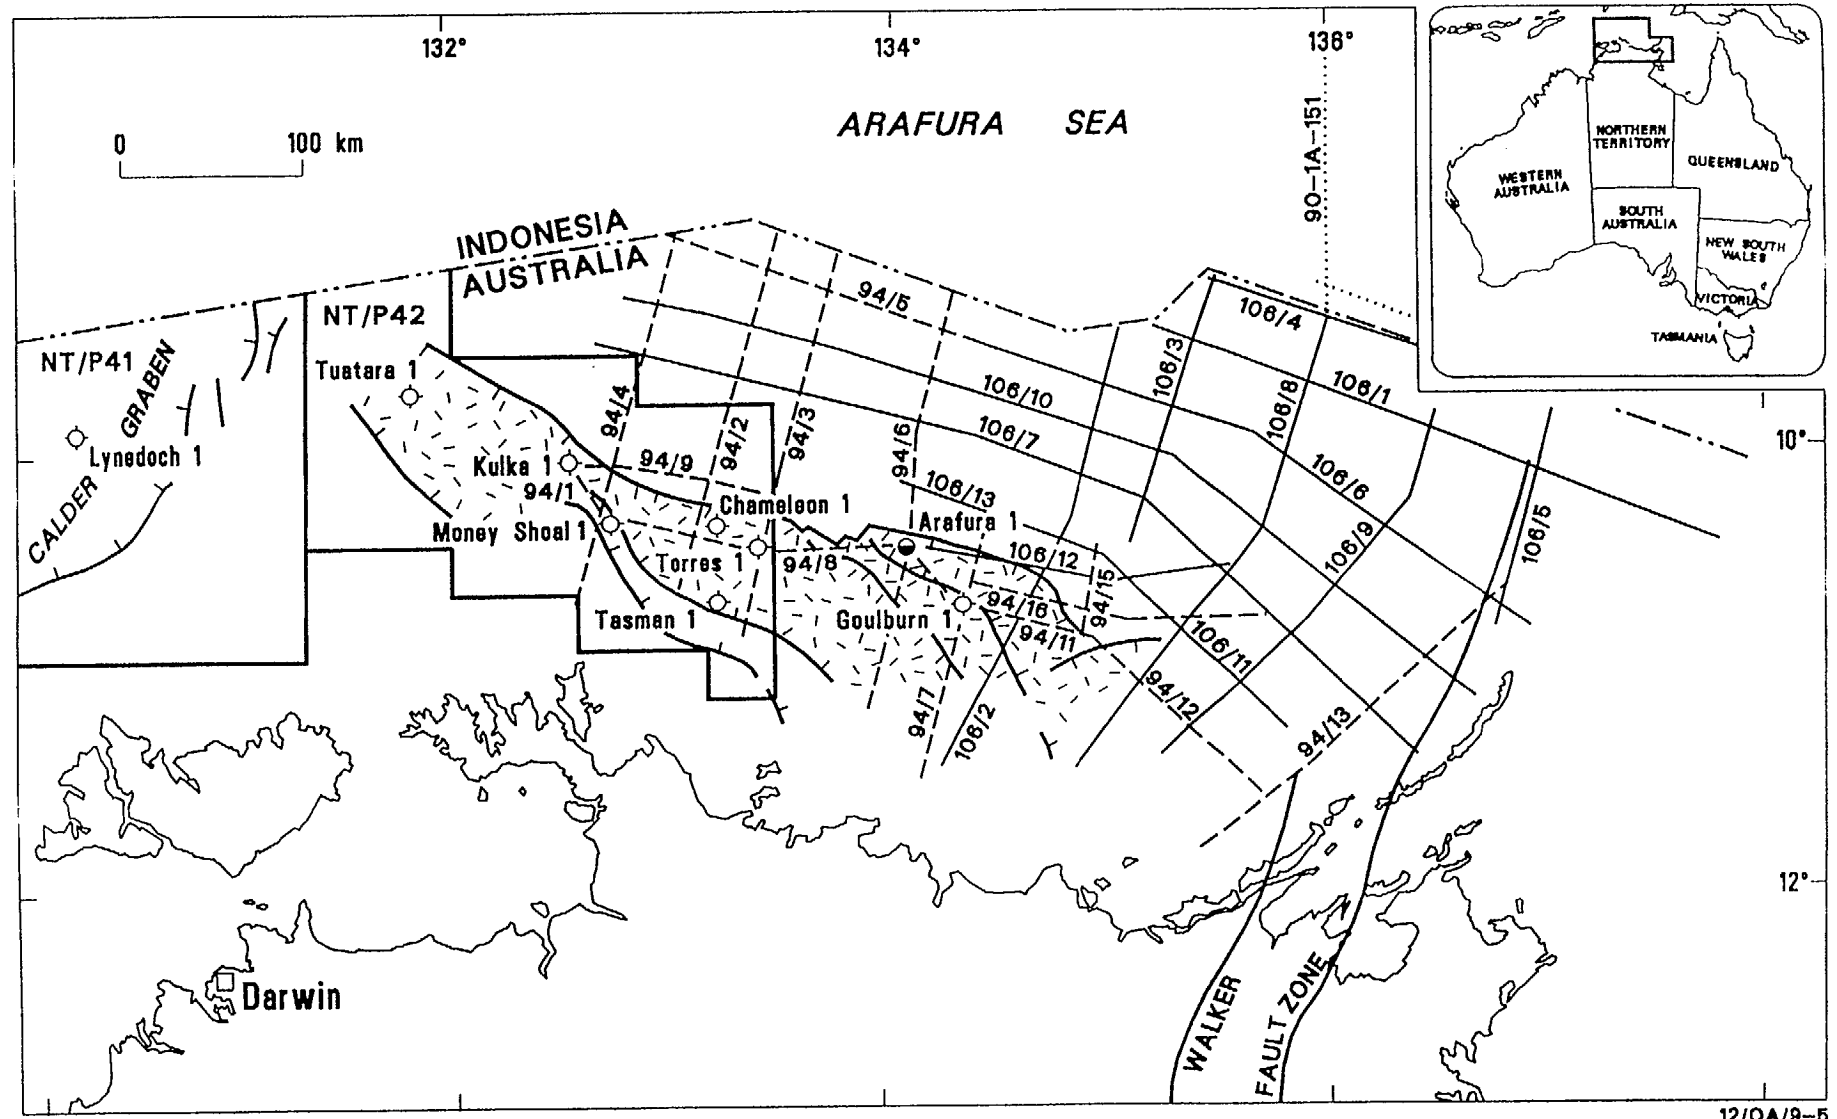 132°
134°
136°
0
100 km
ARAFURA SEA
90-1A-151
INDONESIA
AUSTRALIA
NT/P42
NT/P41
CALDER GRABEN
Tuatara 1
Lynedoch 1
Kulka 1
94/1
Money Shoal 1
94/4
94/9
94/2
94/3
Chameleon 1
Torres 1
Tasman 1
94/8
94/5
94/6
106/10
106/7
106/13
Arafura 1
106/12
Goulburn 1
94/16
94/11
94/15
94/7
106/2
94/12
106/11
94/13
106/3
106/4
106/8
106/1
106/6
106/9
106/5
10°
12°
Darwin
WALKER
FAULT ZONE
WESTERN
AUSTRALIA
NORTHERN
TERRITORY
QUEENSLAND
SOUTH
AUSTRALIA
NEW SOUTH
WALES
VICTORIA
TASMANIA
12/OA/9-5